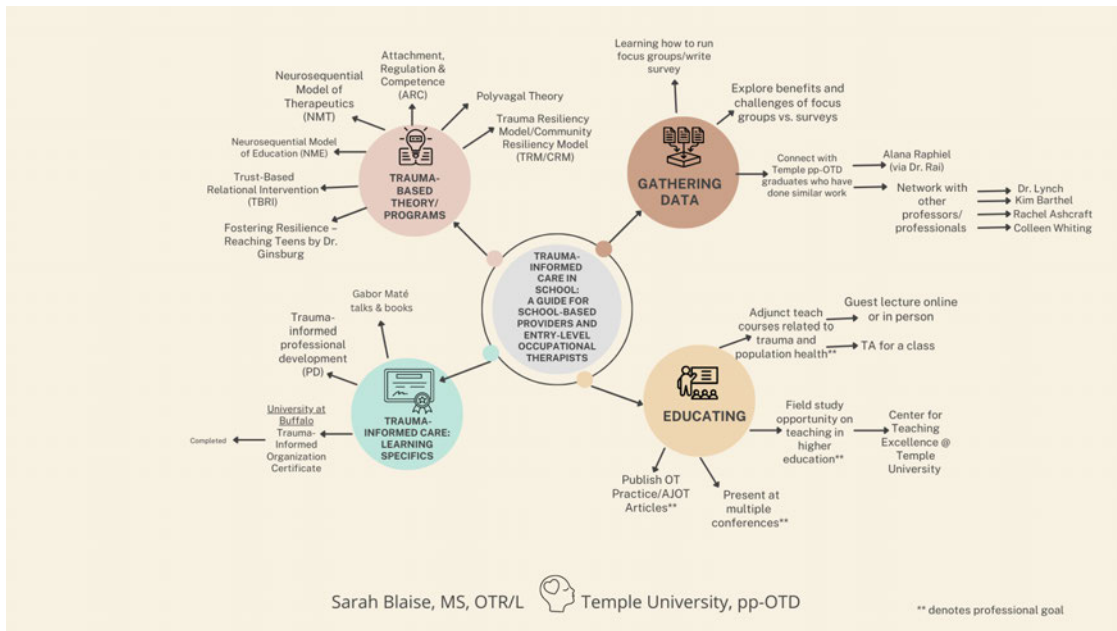 Attachment,
Regulation &
Competence
(ARC)
Neurosequential
Model of
Therapeutics
(NMT)
Polyvagal Theory
Trauma Resiliency
Model/Community
Resiliency Model
(TRM/CRM)
Neurosequential Model
of Education (NME)
Trust-Based
Relational Intervention
(TBRI)
Fostering Resilience –
Reaching Teens by Dr.
Ginsburg
TRAUMA-
BASED
THEORY/
PROGRAMS
Learning how to run
focus groups/write
survey
Explore benefits and
challenges of focus
groups vs. surveys
GATHERING
DATA
Connect with
Temple pp-OTD
graduates who have
done similar work
Alana Raphiel
(via Dr. Rai)
Network with
other
professors/
professionals
Dr. Lynch
Kim Barthel
Rachel Ashcraft
Colleen Whiting
TRAUMA-
INFORMED
CARE IN
SCHOOL:
A GUIDE FOR
SCHOOL-BASED
PROVIDERS AND
ENTRY-LEVEL
OCCUPATIONAL
THERAPISTS
Gabor Maté
talks & books
Trauma-
informed
professional
development
(PD)
University at
Buffalo
Trauma-
Informed
Organization
Certificate
Completed
TRAUMA-
INFORMED CARE:
LEARNING
SPECIFICS
Adjunct teach
courses related to
trauma and
population health**
Guest lecture online
or in person
TA for a class
EDUCATING
Field study
opportunity on
teaching in
higher
education**
Center for
Teaching
Excellence @
Temple
University
Publish OT
Practice/AJOT
Articles**
Present at
multiple
conferences**
Sarah Blaise, MS, OTR/L
Temple University, pp-OTD
** denotes professional goal